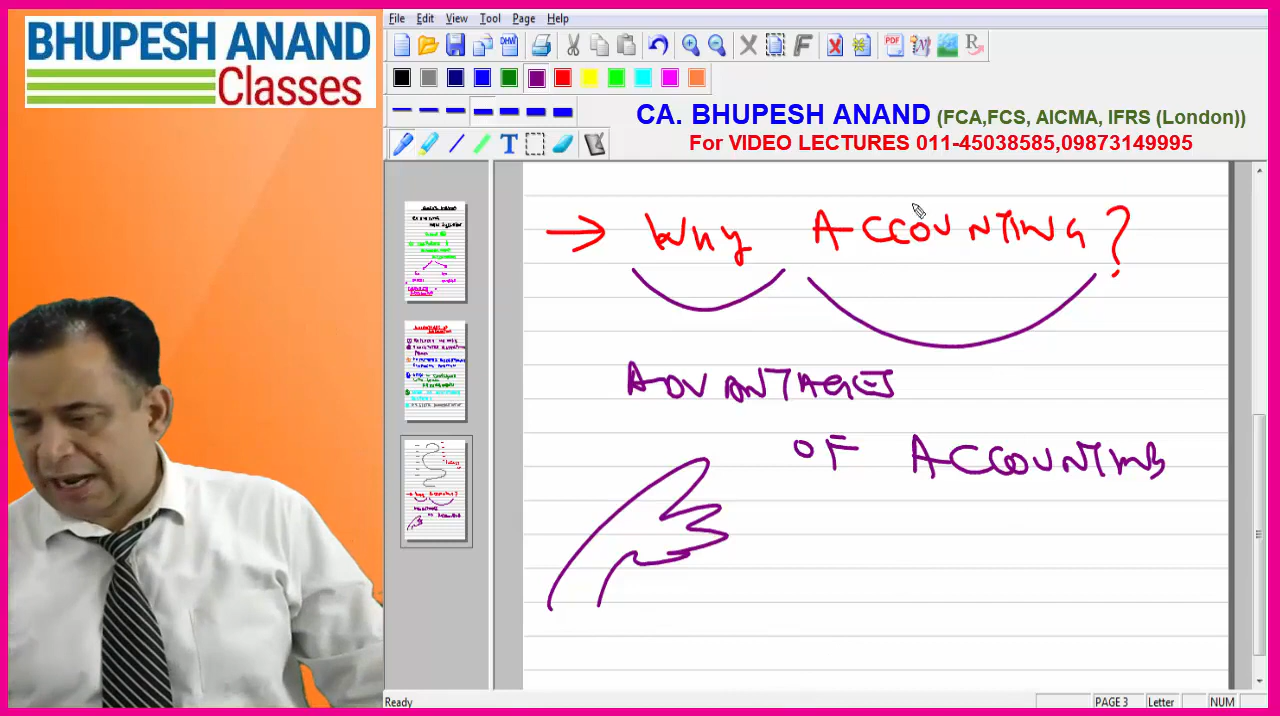 BHUPESH ANAND
Classes
File Edit View Tool Page Help
CA. BHUPESH ANAND (FCA,FCS, AICMA, IFRS (London))
For VIDEO LECTURES 011-45038585,09873149995
→ Why ACCOUNTING?
ADVANTAGES
OF ACCOUNTING
Ready PAGE 3 Letter NUM